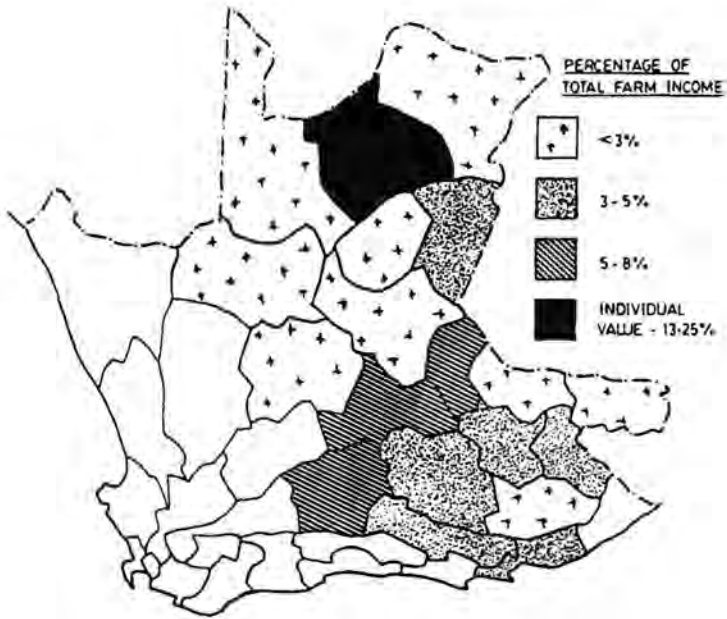 PERCENTAGE OF
TOTAL FARM INCOME
<3%
3-5%
5-8%
INDIVIDUAL
VALUE - 13·25%